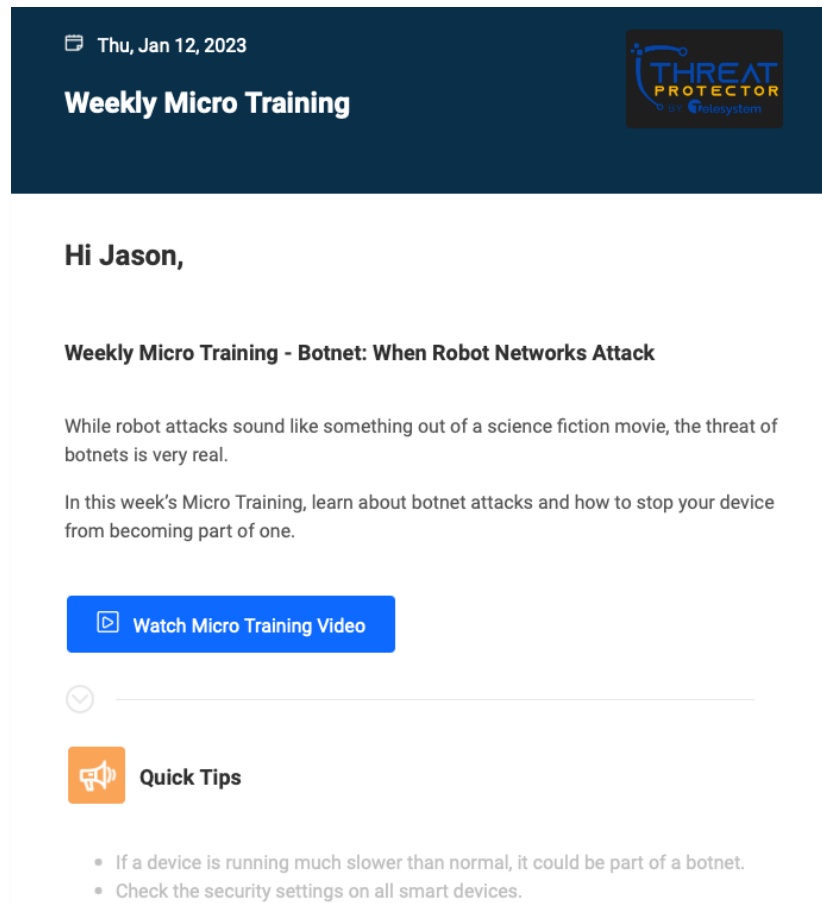 Thu, Jan 12, 2023
Weekly Micro Training
THREAT
PROTECTOR
BY Telosystem
Hi Jason,
Weekly Micro Training - Botnet: When Robot Networks Attack
While robot attacks sound like something out of a science fiction movie, the threat of
botnets is very real.
In this week’s Micro Training, learn about botnet attacks and how to stop your device
from becoming part of one.
Watch Micro Training Video
Quick Tips
If a device is running much slower than normal, it could be part of a botnet.
Check the security settings on all smart devices.